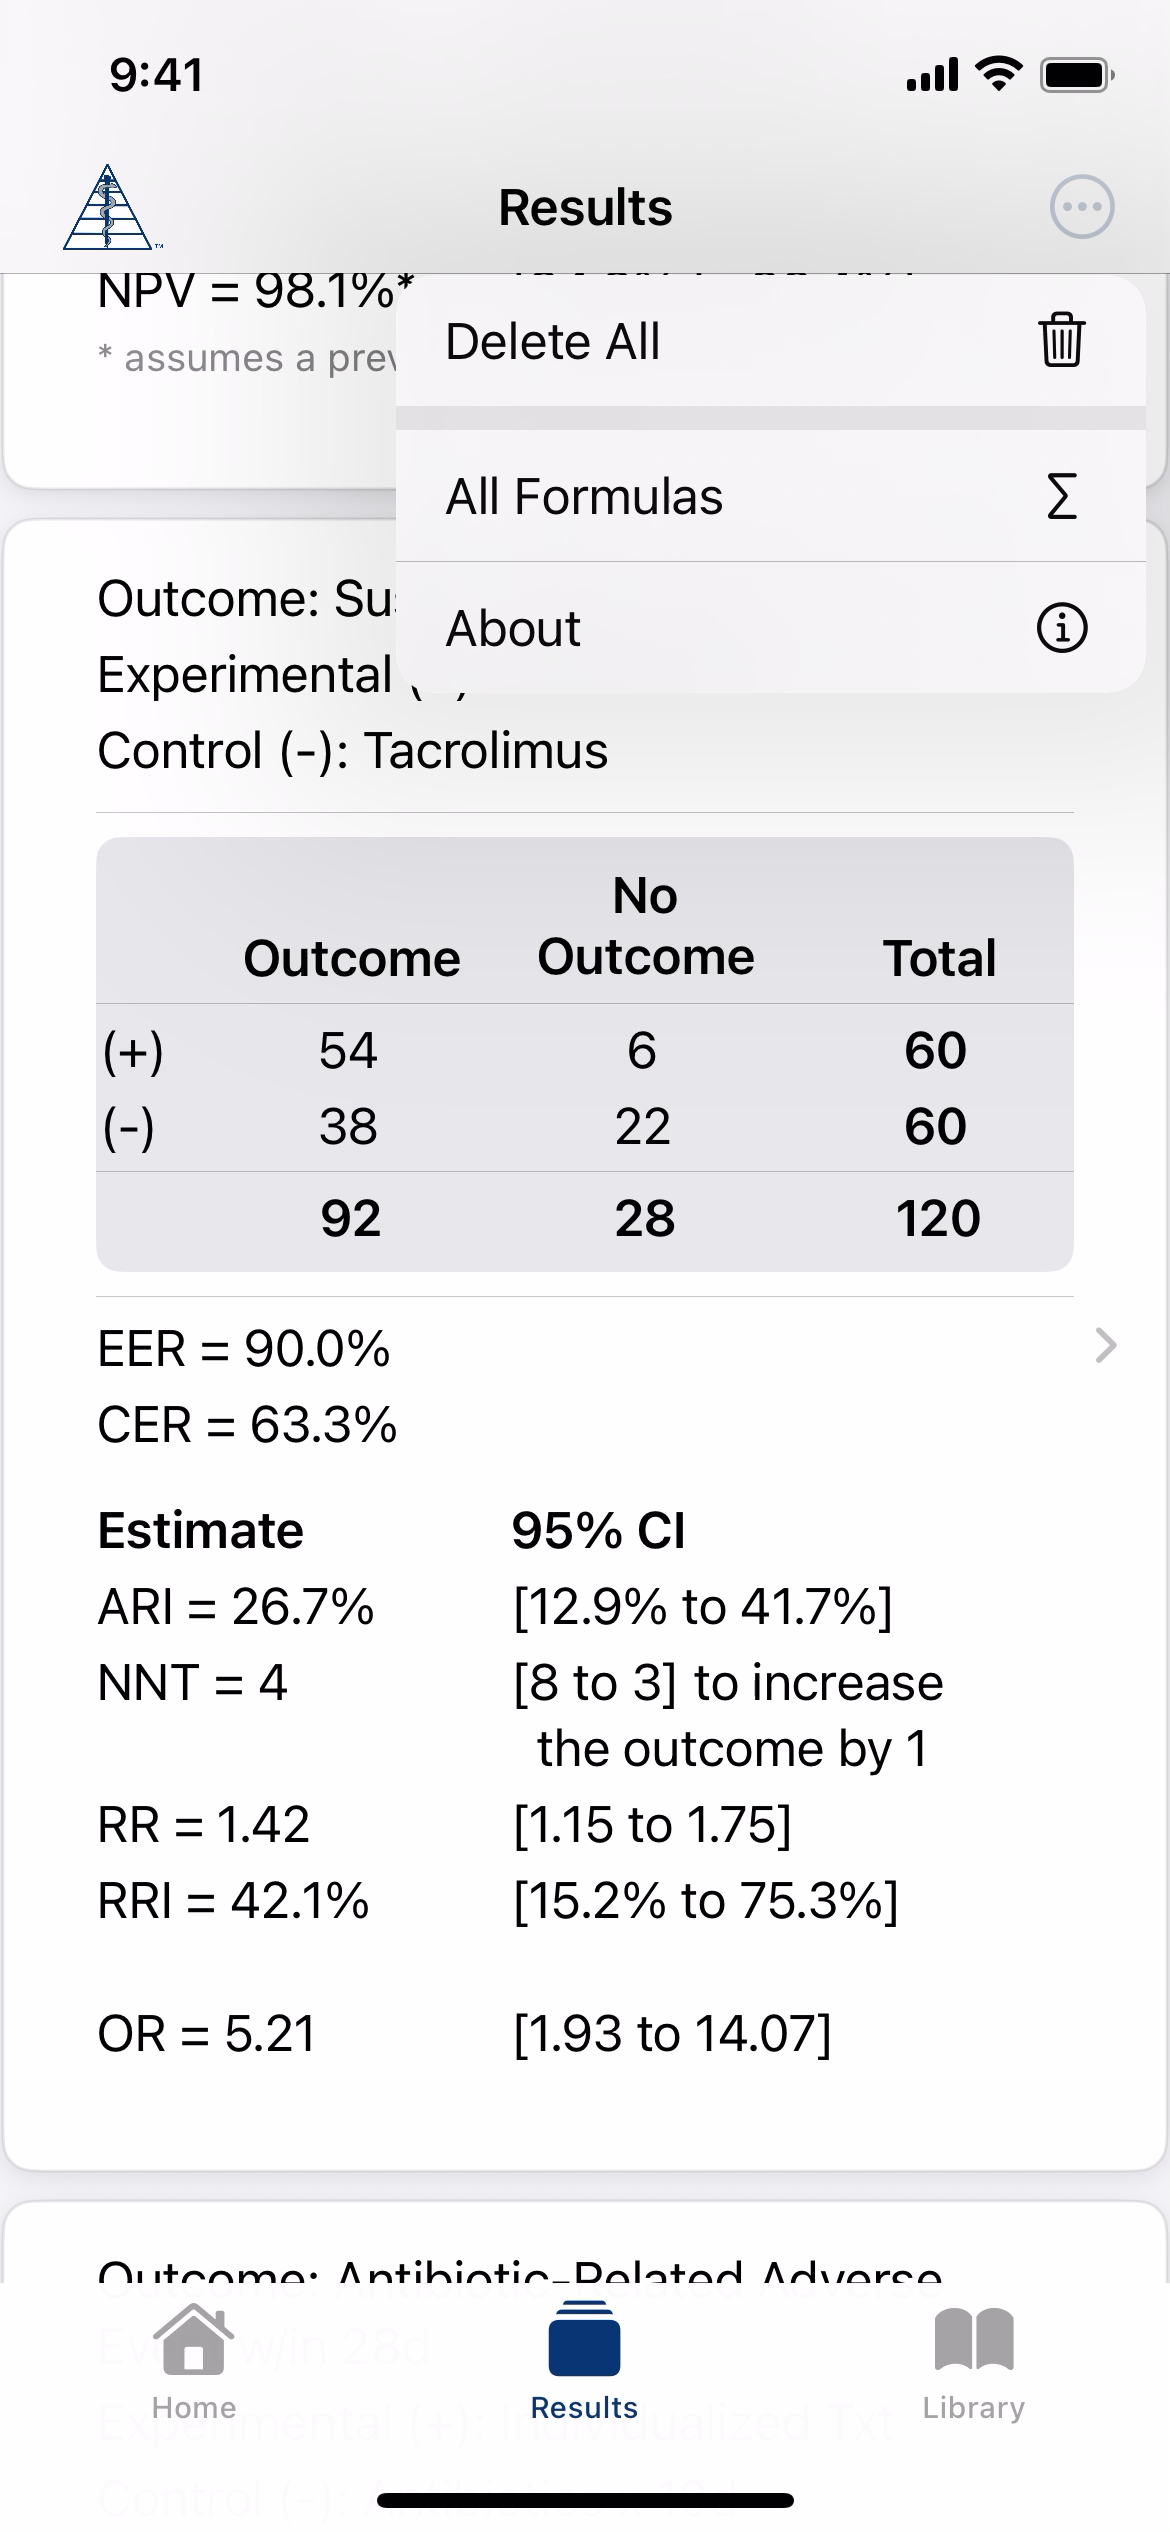 9:41
Results
NPV = 98.1%*
* assumes a prev
Delete All
All Formulas
About
Outcome:
Experimental
Control (-): Tacrolimus
No
Outcome Outcome Total
(+) 54 6 60
(-) 38 22 60
92 28 120
EER = 90.0%
CER = 63.3%
Estimate 95% CI
ARI = 26.7% [12.9% to 41.7%]
NNT = 4 [8 to 3] to increase
the outcome by 1
RR = 1.42 [1.15 to 1.75]
RRI = 42.1% [15.2% to 75.3%]
OR = 5.21 [1.93 to 14.07]
Outcome: Antibiotic-Related Adverse
w/in 28d
Experimental (+): Individualized Txt
Control (-):
Home Results Library